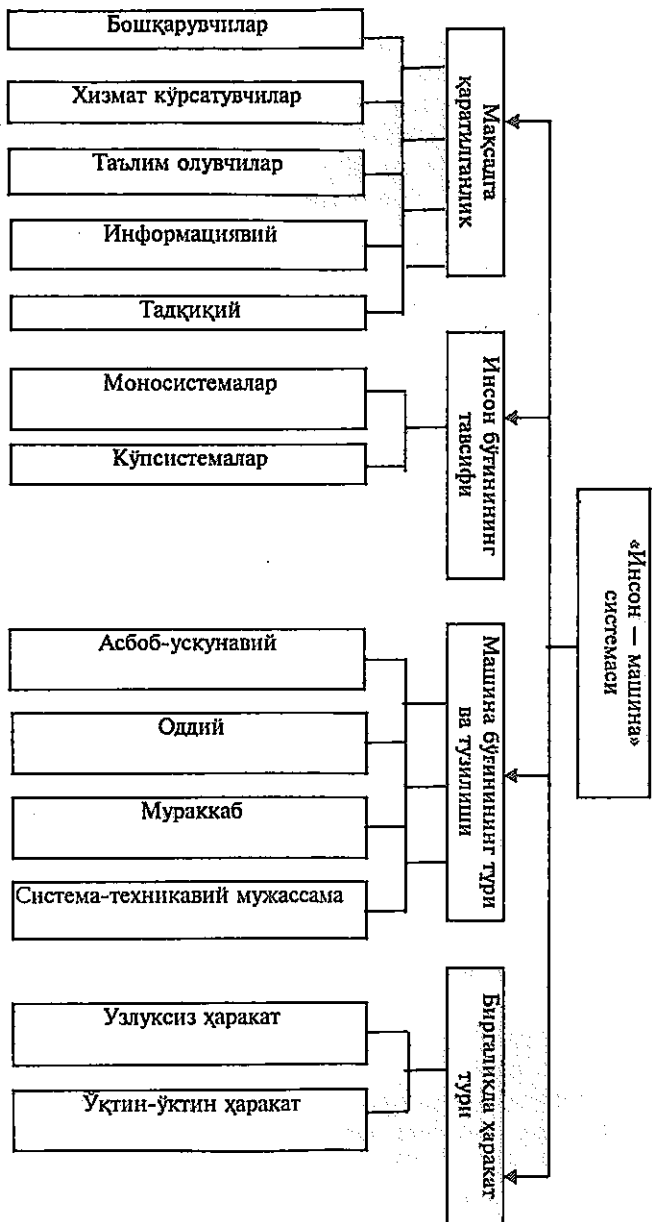 «Инсон — машина»
системаси
Мақсадга
қаратилганлик
Бошқарувчилар
Хизмат кўрсатувчилар
Таълим олувчилар
Информациявий
Тадқиқий
Инсон бўғинининг
тавсифи
Моносистемалар
Кўпсистемалар
Машина бўғинининг тури
ва тузилиши
Асбоб-ускунавий
Оддий
Мураккаб
Система-техникавий мужассама
Биргаликда ҳаракат
тури
Узлуксиз ҳаракат
Ўқтин-ўктин ҳаракат